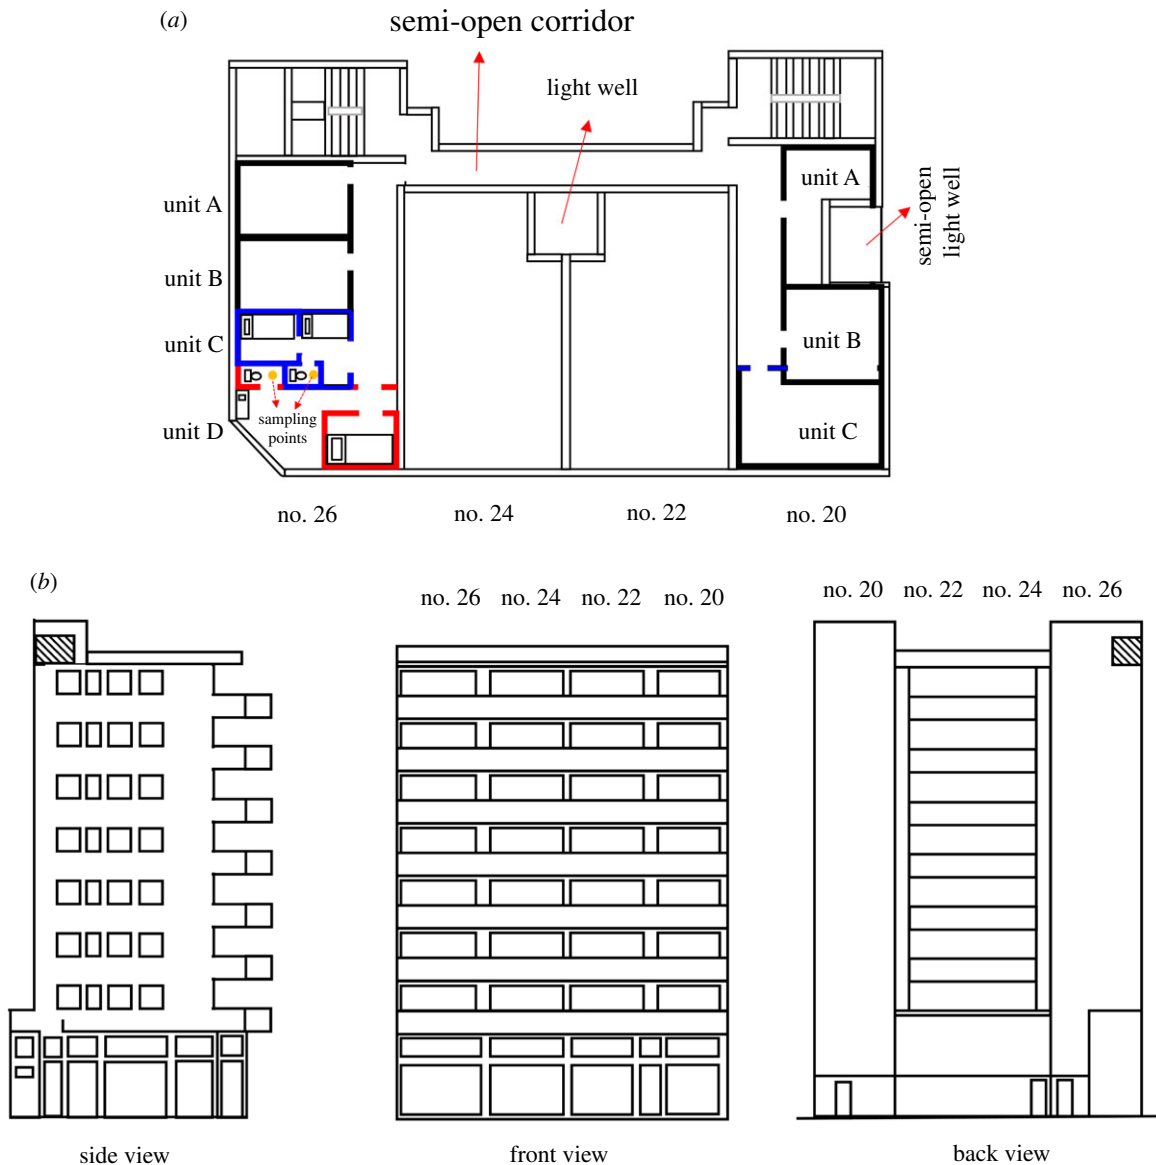 (a)
semi-open corridor
light well
unit A
unit A
semi-open
light well
unit B
unit B
unit C
sampling
points
unit D
unit C
no. 26
no. 24
no. 22
no. 20
(b)
no. 26
no. 24
no. 22
no. 20
no. 20
no. 22
no. 24
no. 26
side view
front view
back view